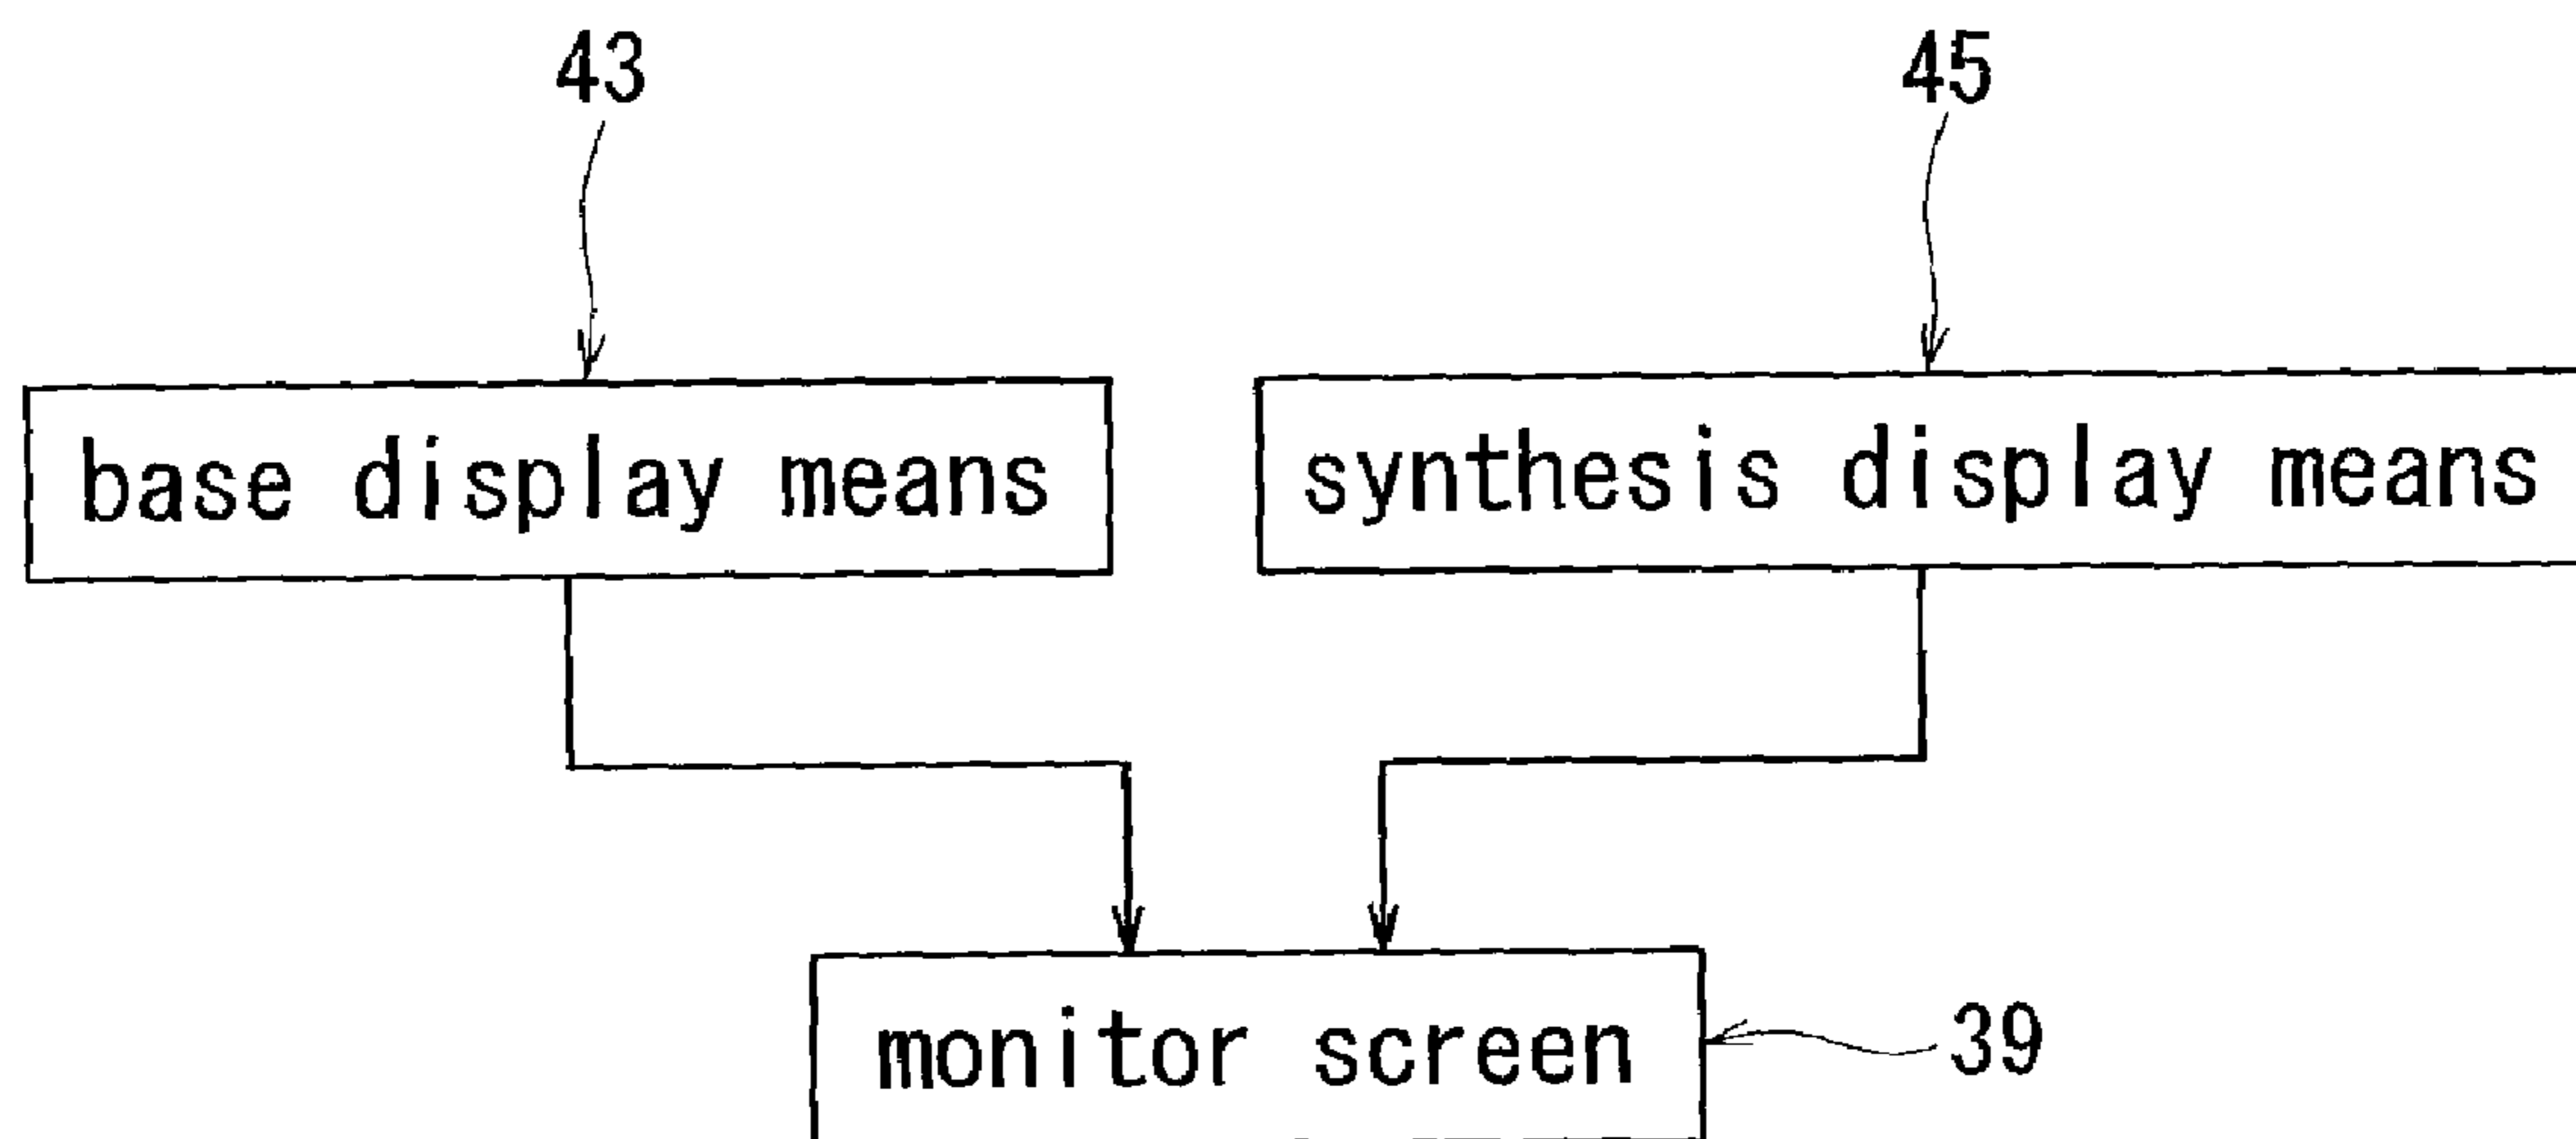 43
45
base display means
synthesis display means
monitor screen
39